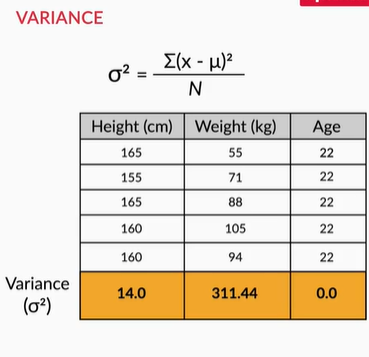 VARIANCE
σ² = Σ(x - μ)² / N
Height (cm) Weight (kg) Age
165 55 22
155 71 22
165 88 22
160 105 22
160 94 22
Variance (σ²) 14.0 311.44 0.0